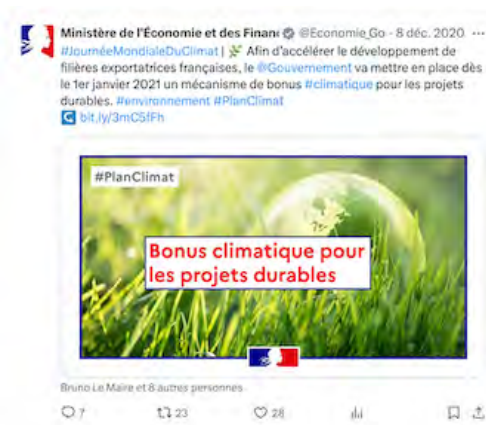 Ministère de l'Économie et des Financ @Economie_Go · 8 déc. 2020 ···
#JournéeMondialeDuClimat | Afin d'accélérer le développement de
filières exportatrices françaises, le @Gouvernement va mettre en place dès
le 1er janvier 2021 un mécanisme de bonus #climatique pour les projets
durables. #environnement #PlanClimat
bit.ly/3mC5fFh
#PlanClimat
Bonus climatique pour
les projets durables
Bruno Le Maire et 8 autres personnes
7 23 28